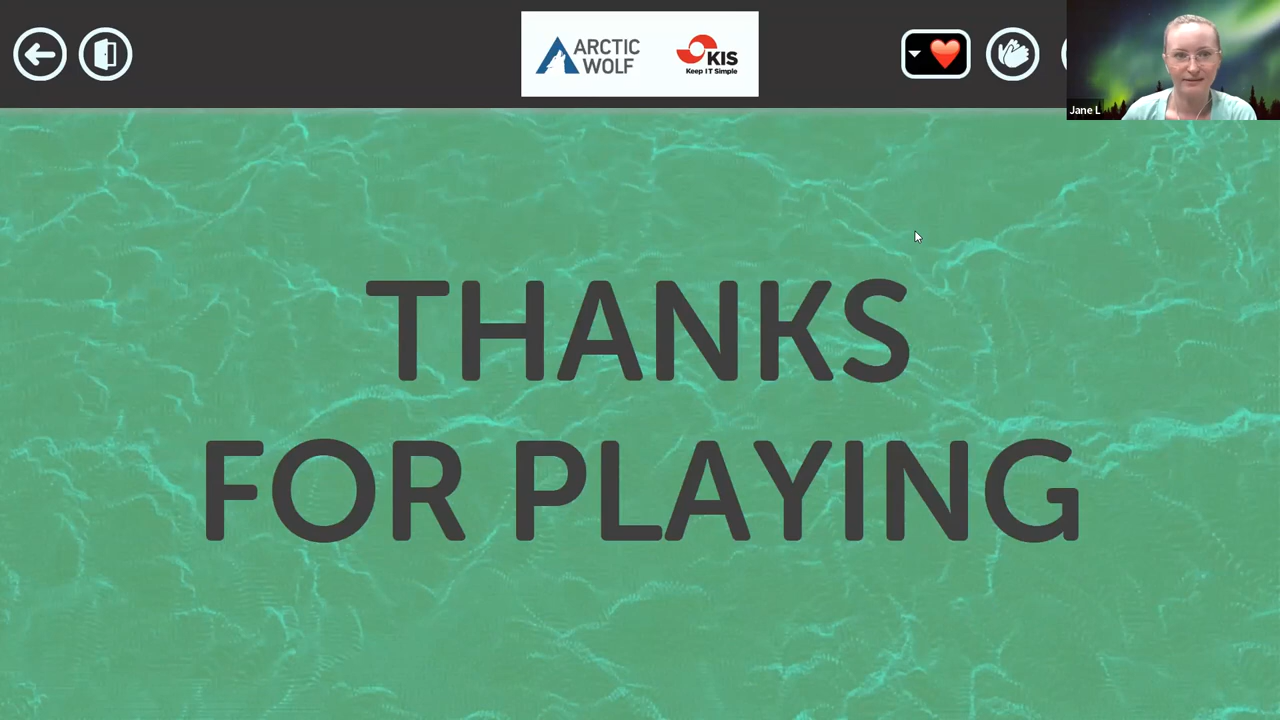 ARCTIC
WOLF
KIS
Keep IT Simple
Jane L
THANKS
FOR PLAYING